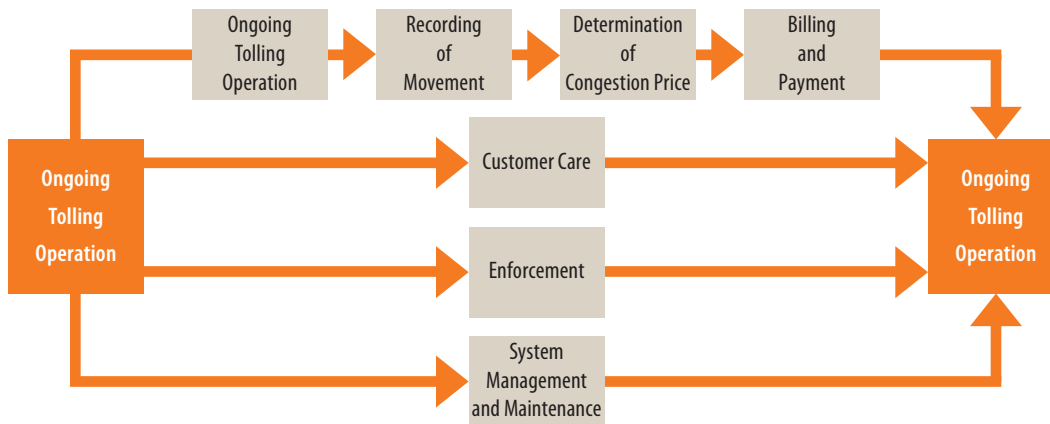 Ongoing
Tolling
Operation
Recording
of
Movement
Determination
of
Congestion Price
Billing
and
Payment
Ongoing
Tolling
Operation
Customer Care
Enforcement
System
Management
and Maintenance
Ongoing
Tolling
Operation